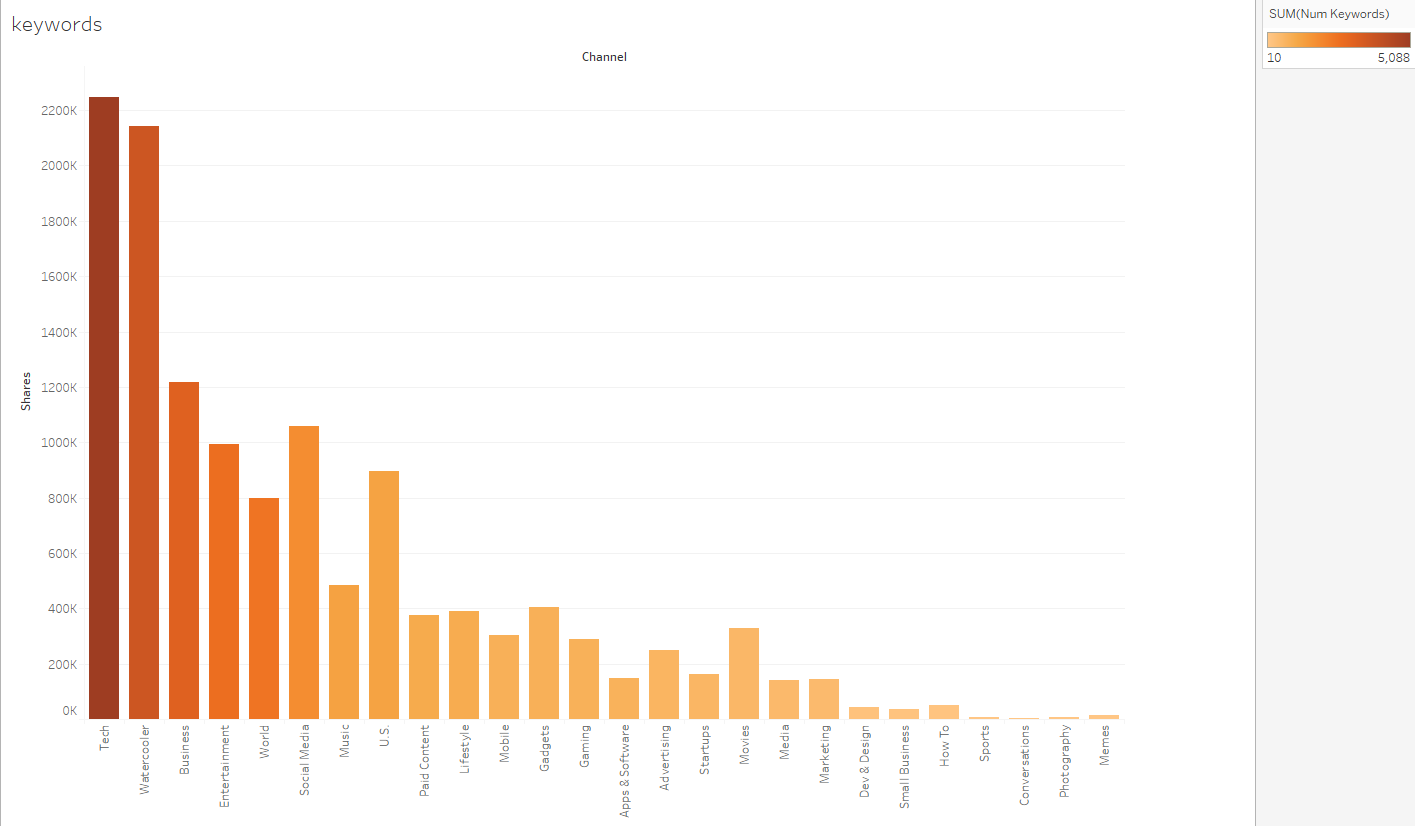 keywords
SUM(Num Keywords)
10 5,088
Channel
Shares
2200K
2000K
1800K
1600K
1400K
1200K
1000K
800K
600K
400K
200K
0K
Tech
Watercooler
Business
Entertainment
World
Social Media
Music
U.S.
Paid Content
Lifestyle
Mobile
Gadgets
Gaming
Apps & Software
Advertising
Startups
Movies
Media
Marketing
Dev & Design
Small Business
How To
Sports
Conversations
Photography
Memes